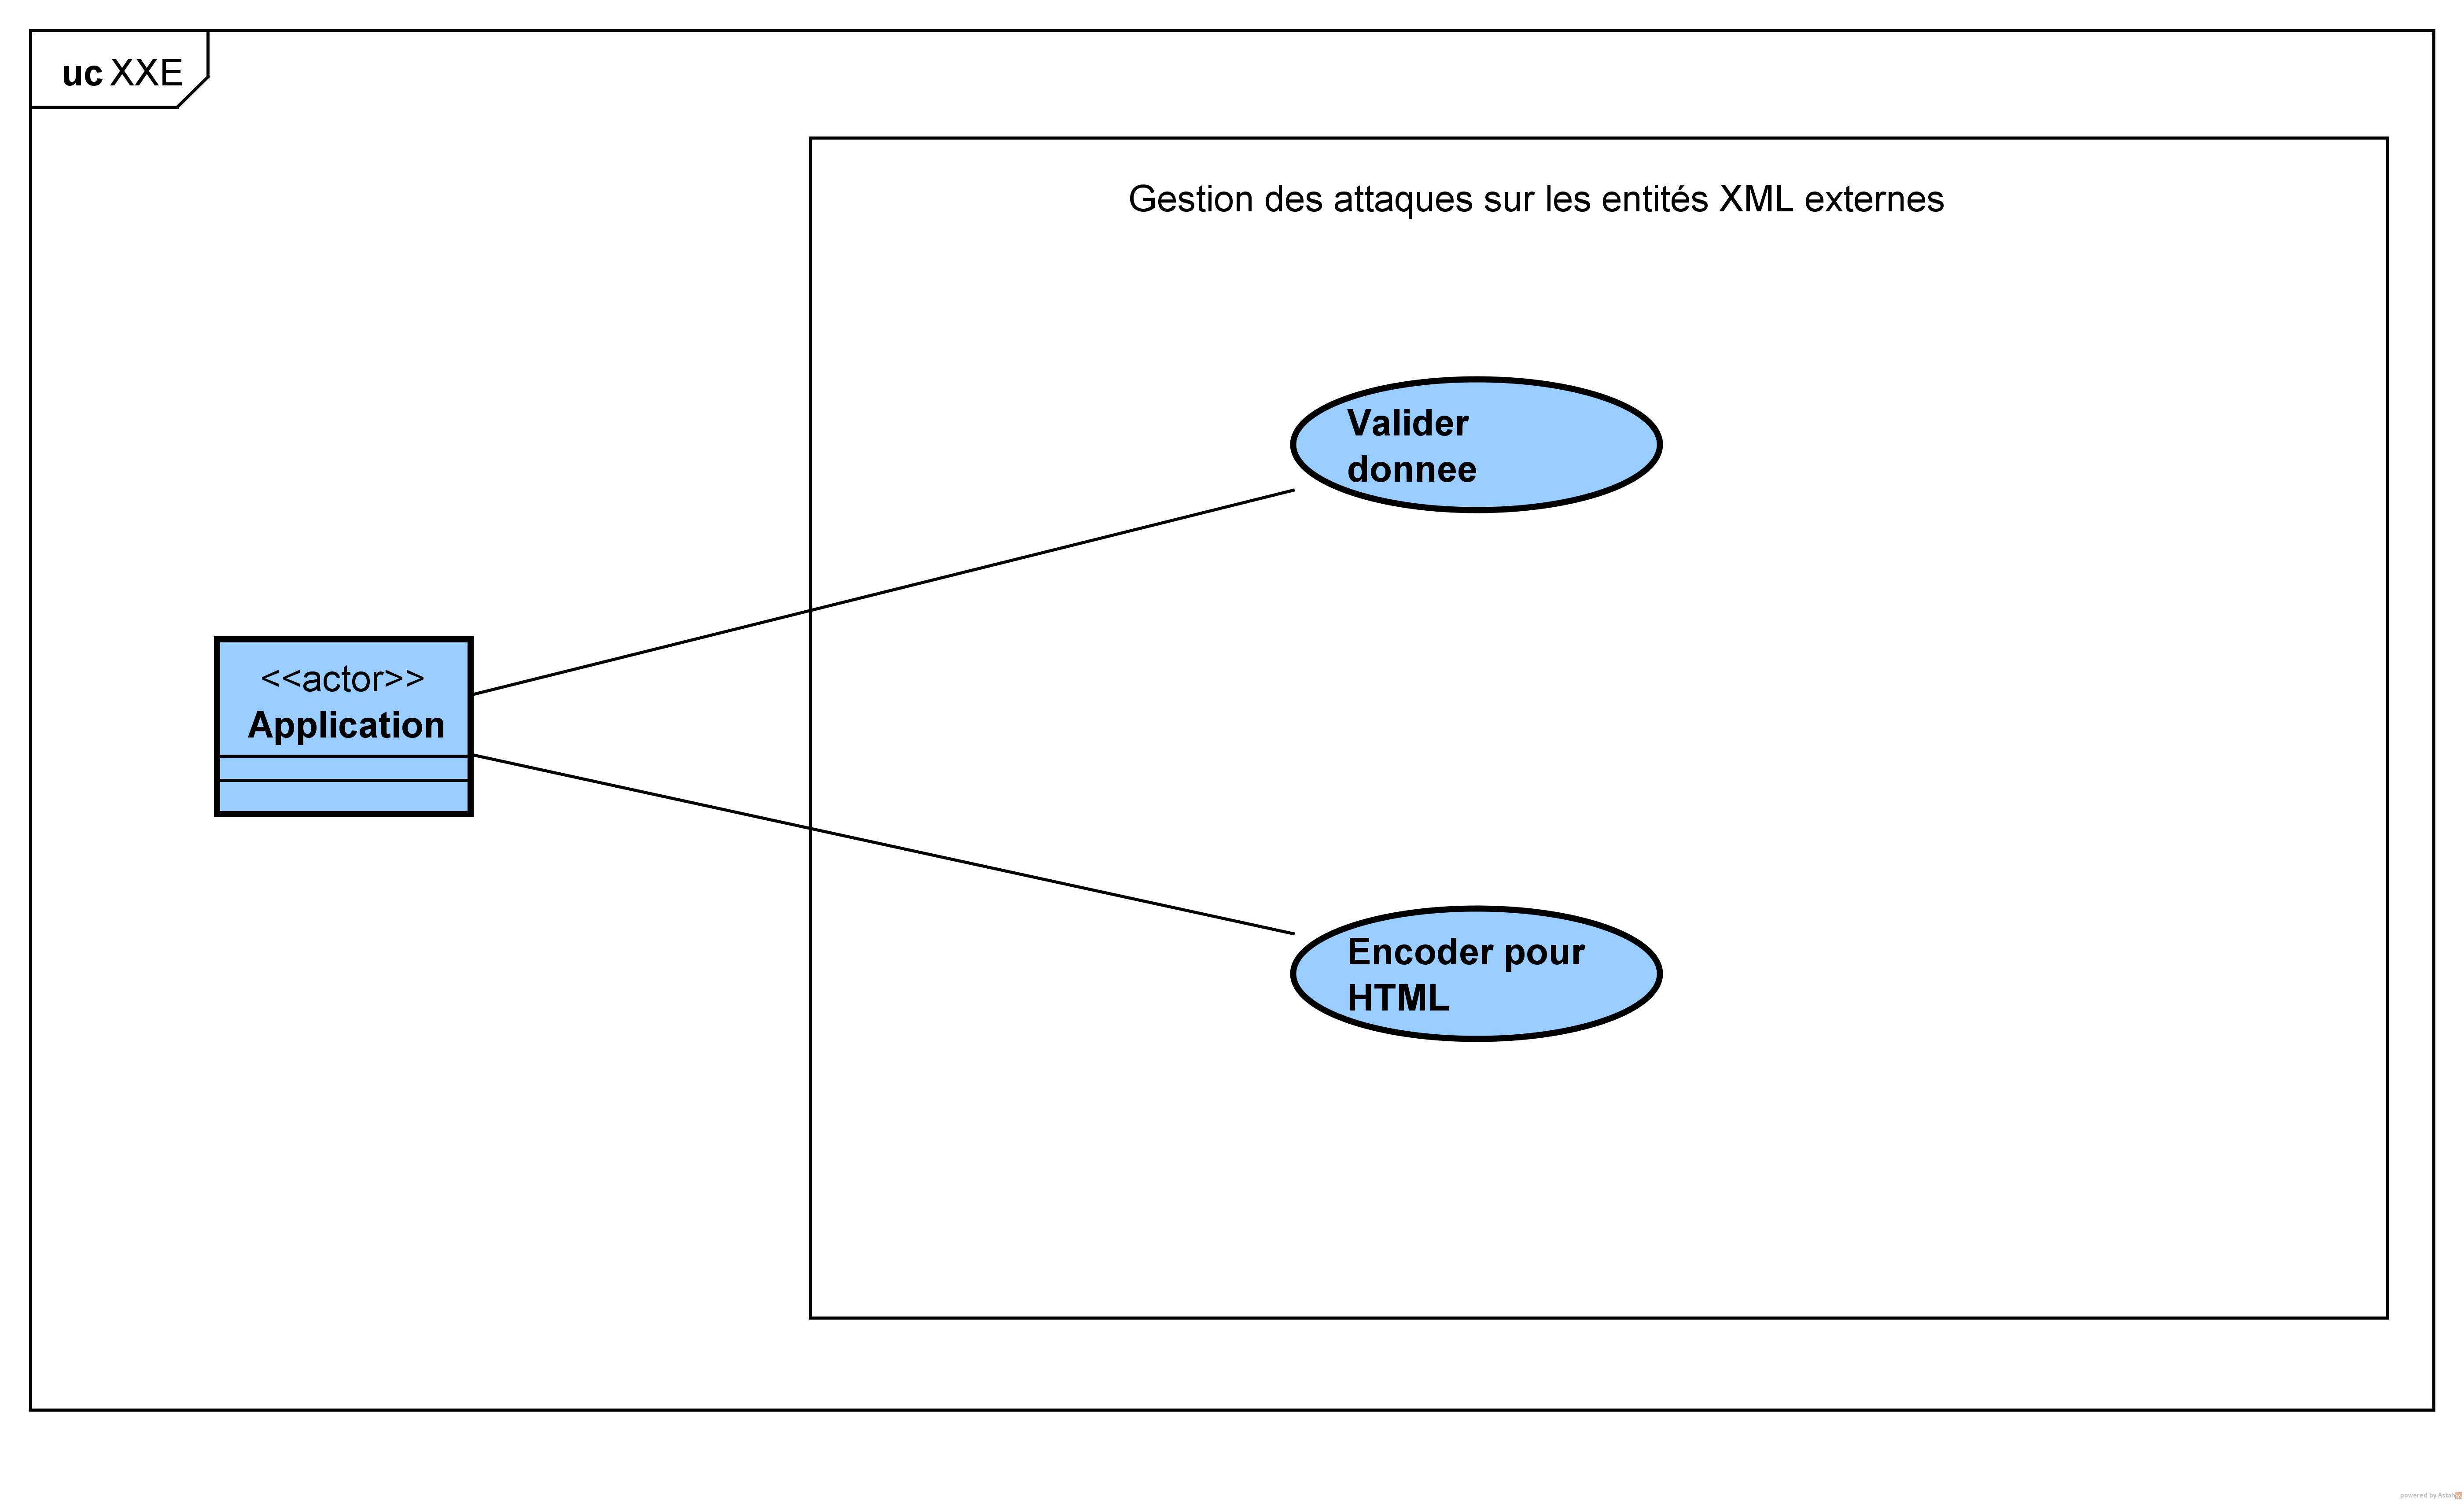 uc XXE
Gestion des attaques sur les entités XML externes
Valider
donnee
<<actor>>
Application
Encoder pour
HTML
powered by Astah